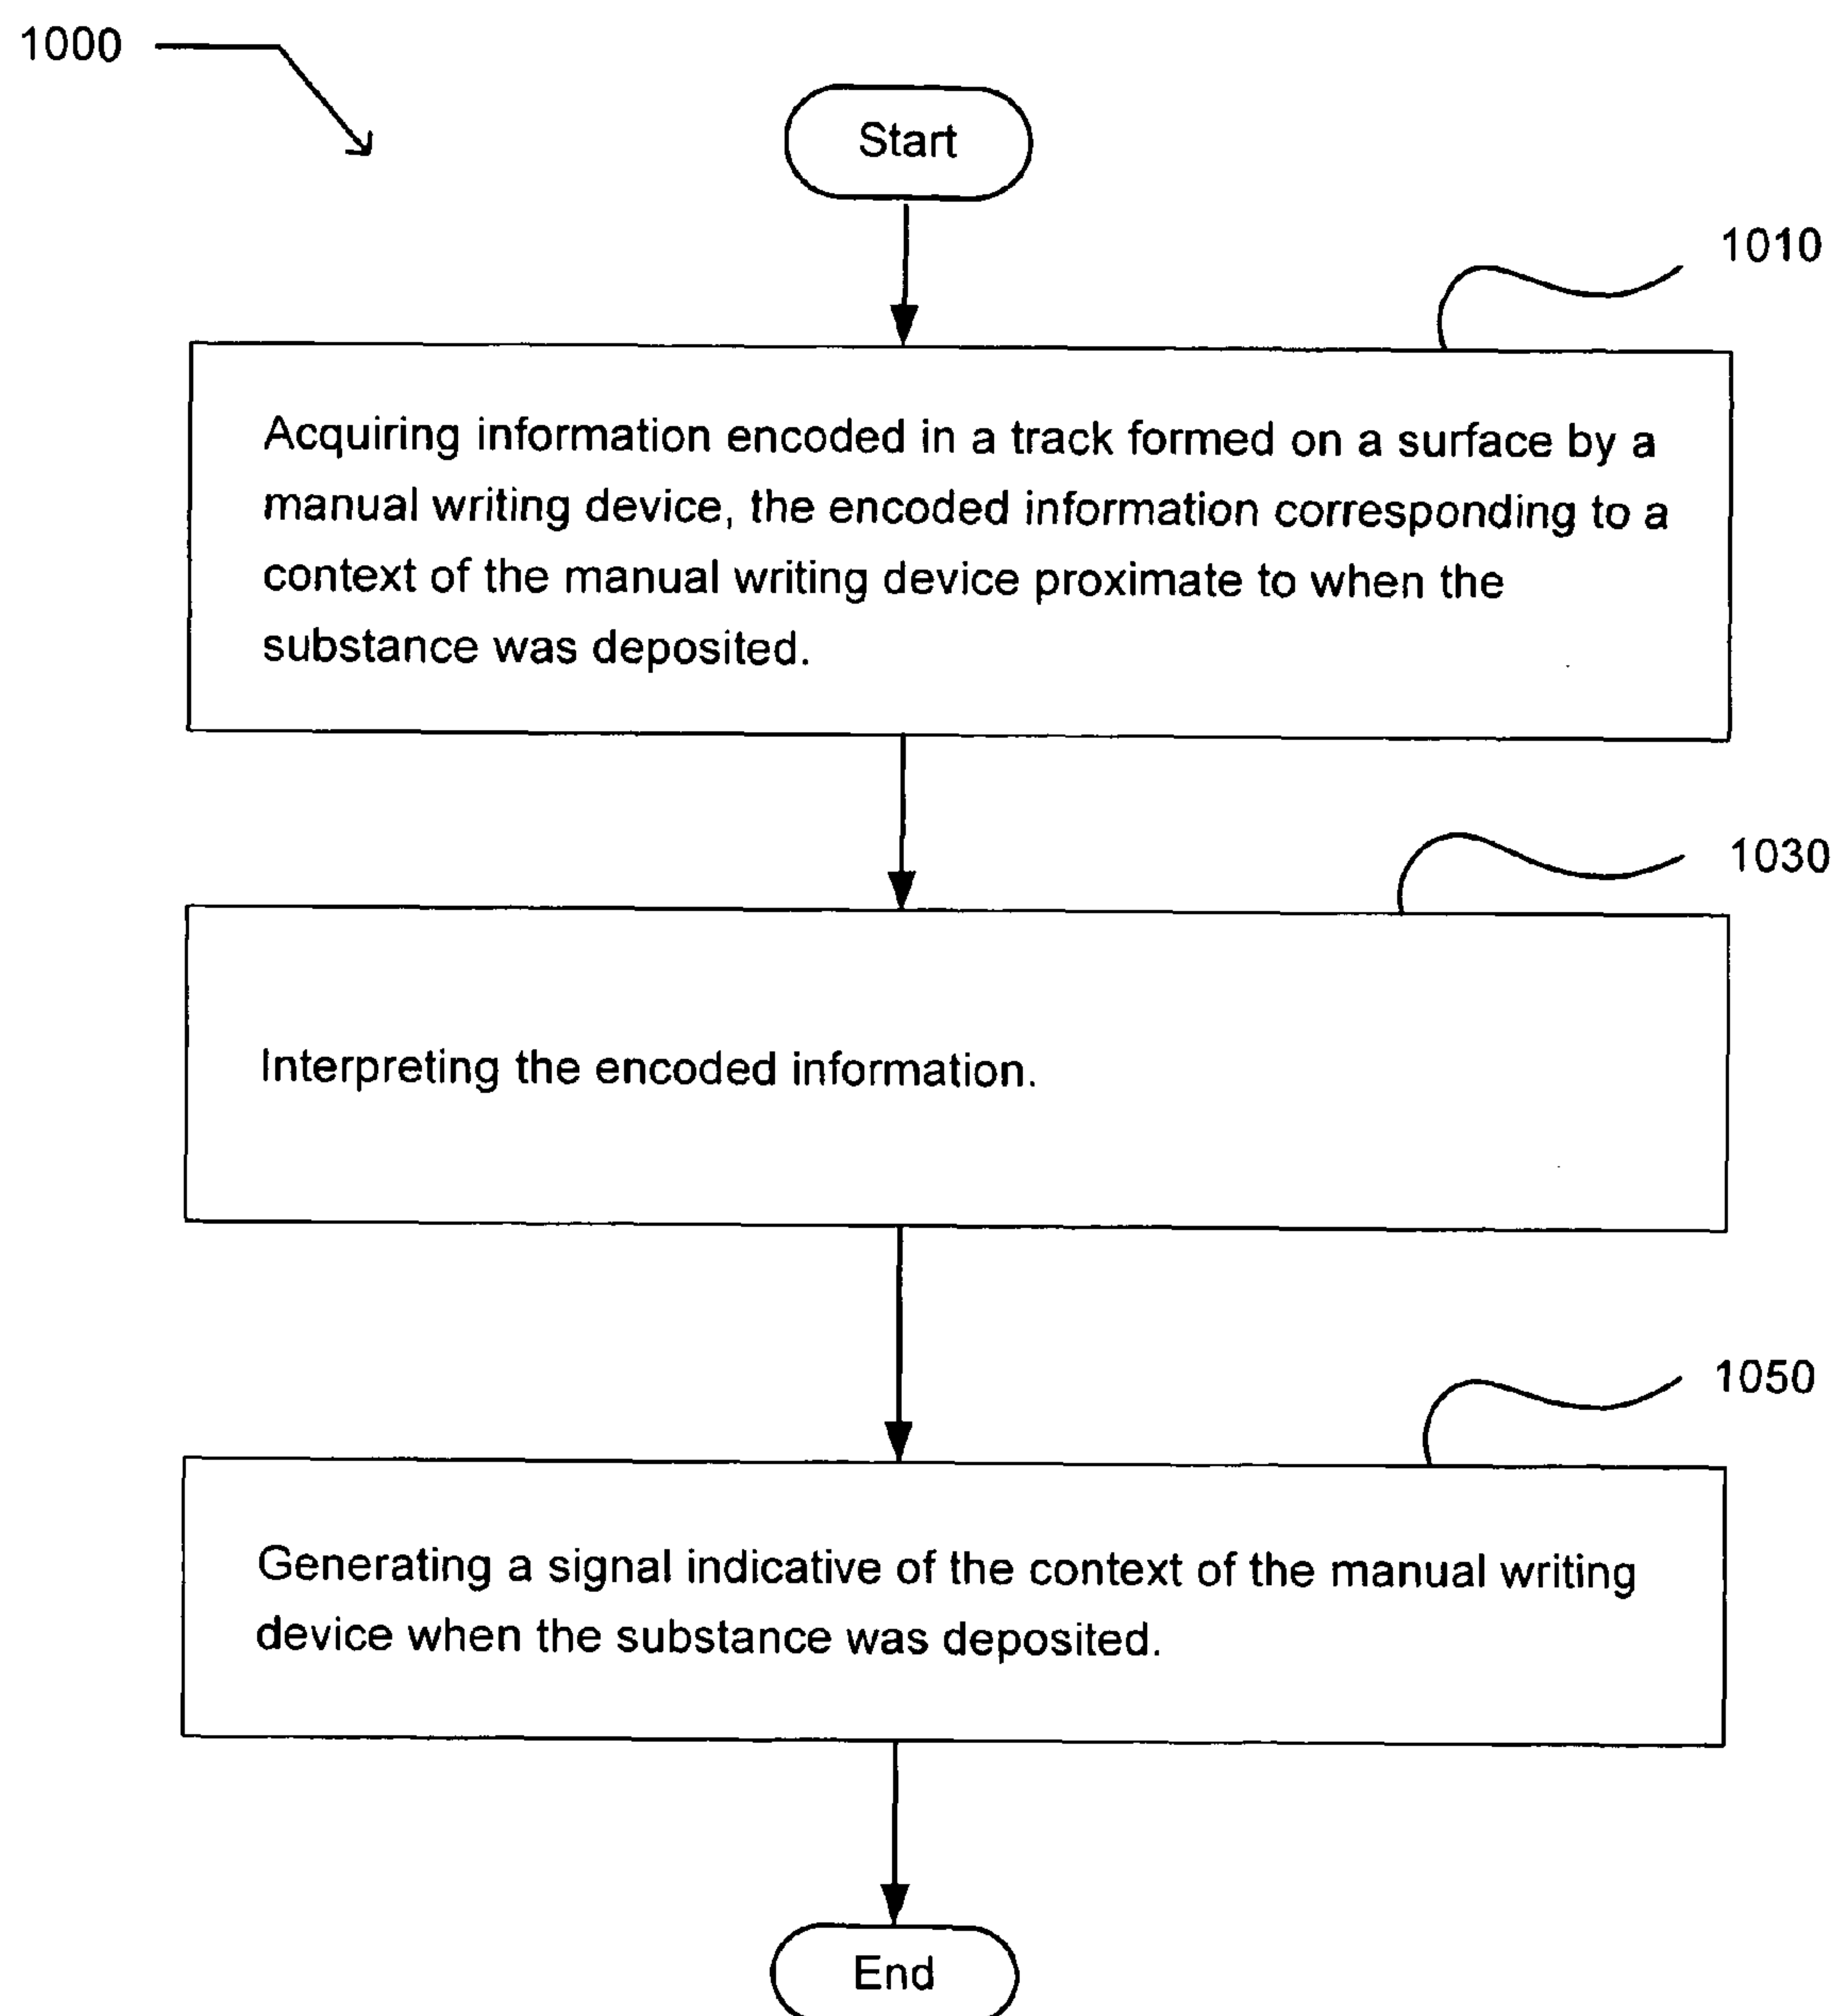 1000
Start
1010
Acquiring information encoded in a track formed on a surface by a
manual writing device, the encoded information corresponding to a
context of the manual writing device proximate to when the
substance was deposited.
1030
Interpreting the encoded information.
1050
Generating a signal indicative of the context of the manual writing
device when the substance was deposited.
End